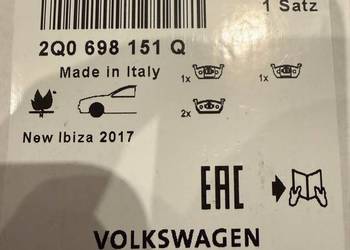 1 Satz
2Q0 698 151 Q
Made in Italy
1x
1x
2x
New Ibiza 2017
EAC
VOLKSWAGEN